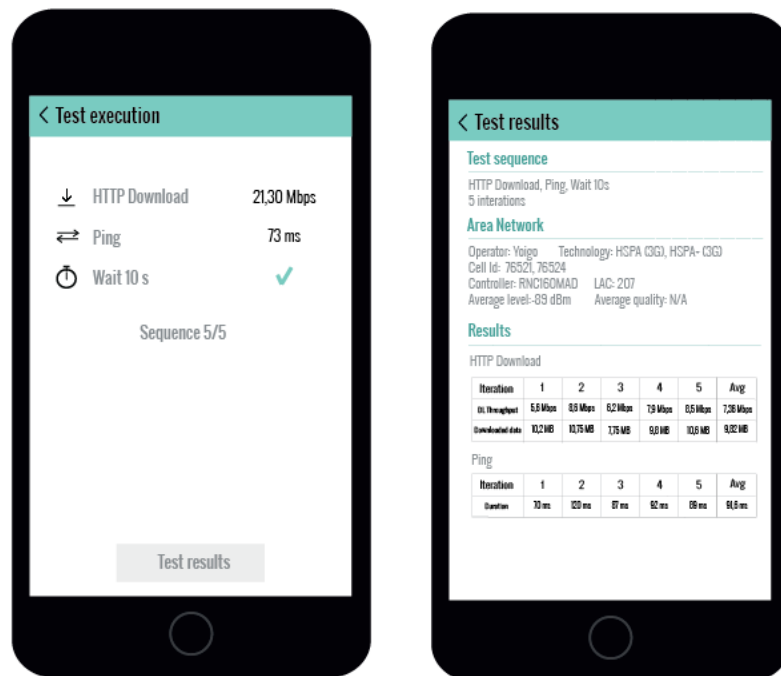 Test execution
HTTP Download 21,30 Mbps
Ping 73 ms
Wait 10 s
Sequence 5/5
Test results
Test results
Test sequence
HTTP Download, Ping, Wait 10s
5 interations
Area Network
Operator: Yoigo Technology: HSPA (3G), HSPA+ (3G)
Cell Id: 76521, 76524
Controller: RNC160MAD LAC: 207
Average level:-89 dBm Average quality: N/A
Results
HTTP Download
Iteration 1 2 3 4 5 Avg
DL Throughput 5,6 Mbps 8,6 Mbps 6,2 Mbps 7,9 Mbps 8,5 Mbps 7,36 Mbps
Downloaded data 10,2 MB 10,75 MB 7,75 MB 9,8 MB 10,6 MB 9,82 MB
Ping
Iteration 1 2 3 4 5 Avg
Duration 70 ms 120 ms 87 ms 92 ms 89 ms 91,6 ms